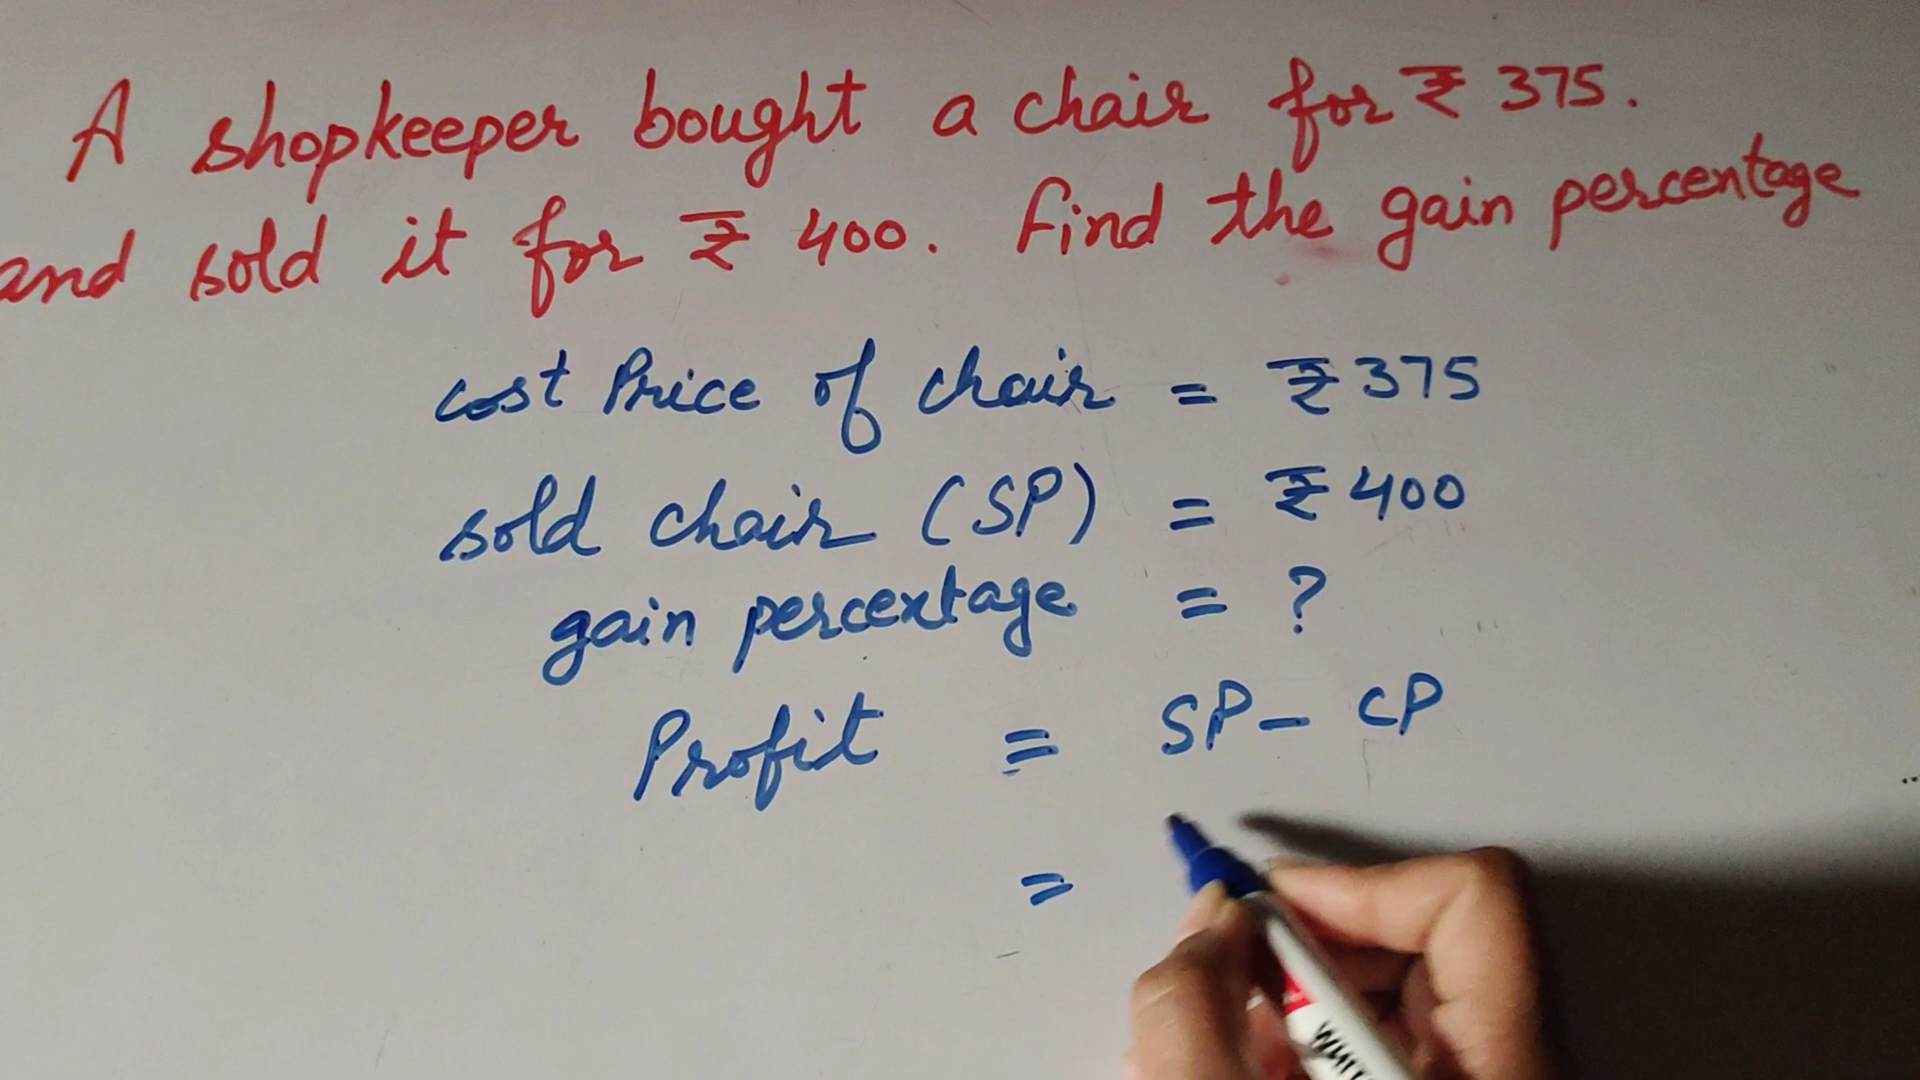 A shopkeeper bought a chair for ₹ 375.
and sold it for ₹ 400. Find the gain percentage
cost Price of chair = ₹ 375
sold chair (SP) = ₹ 400
gain percentage = ?
Profit = SP - CP
=